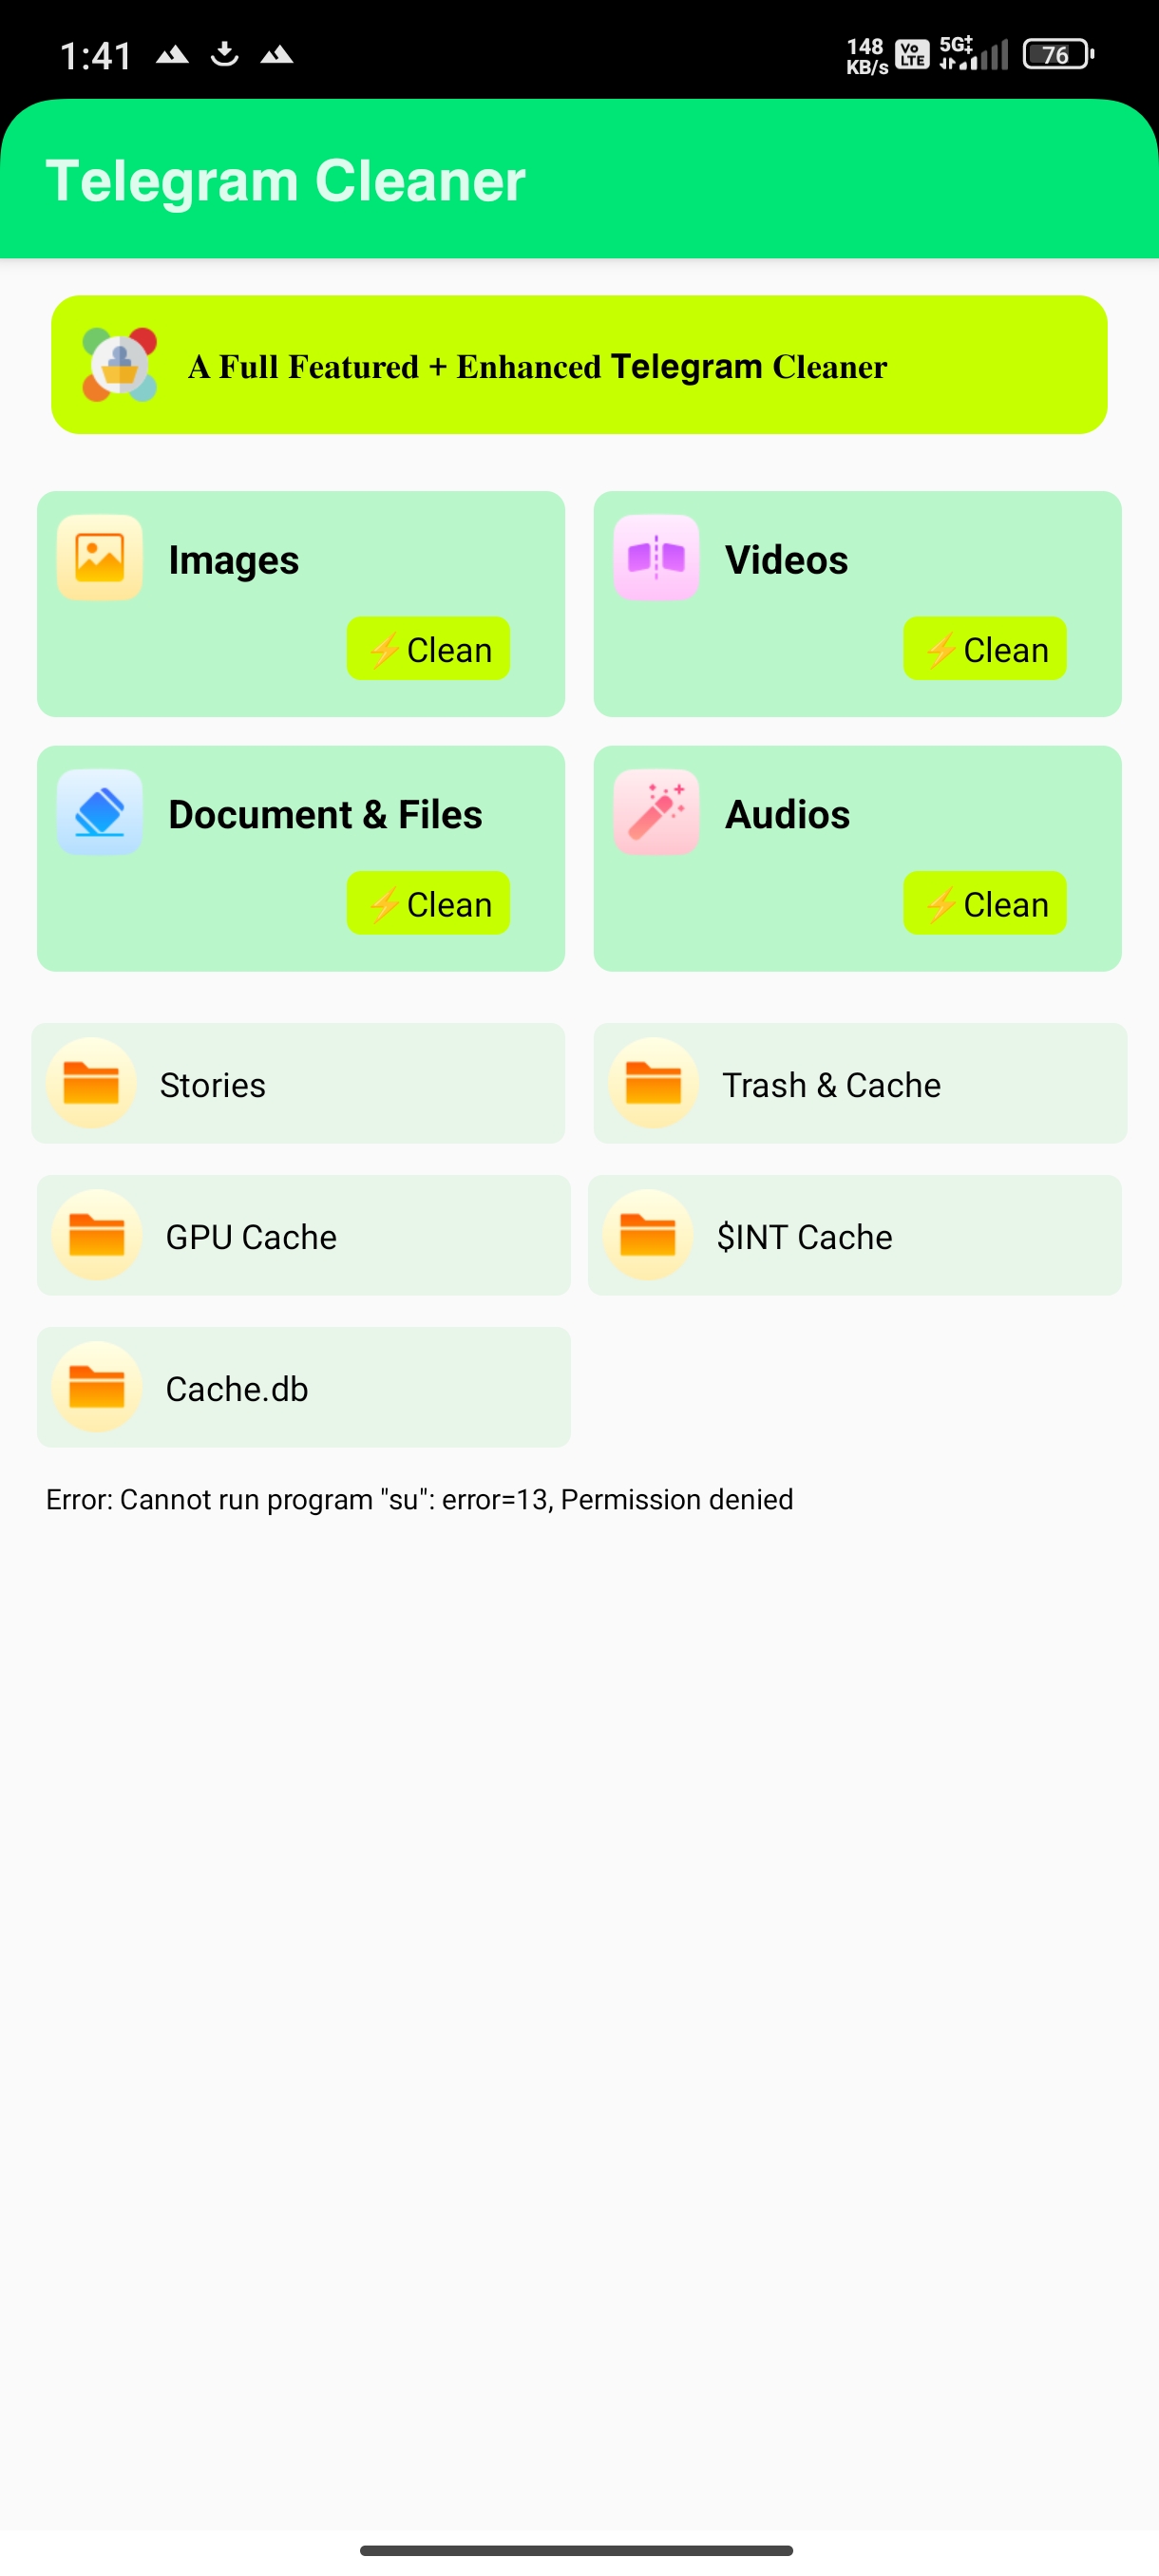 1:41
148 KB/s Vo LTE 5G‡ 76
Telegram Cleaner
A Full Featured + Enhanced Telegram Cleaner
Images
Videos
⚡Clean
⚡Clean
Document & Files
Audios
⚡Clean
⚡Clean
Stories
Trash & Cache
GPU Cache
$INT Cache
Cache.db
Error: Cannot run program "su": error=13, Permission denied